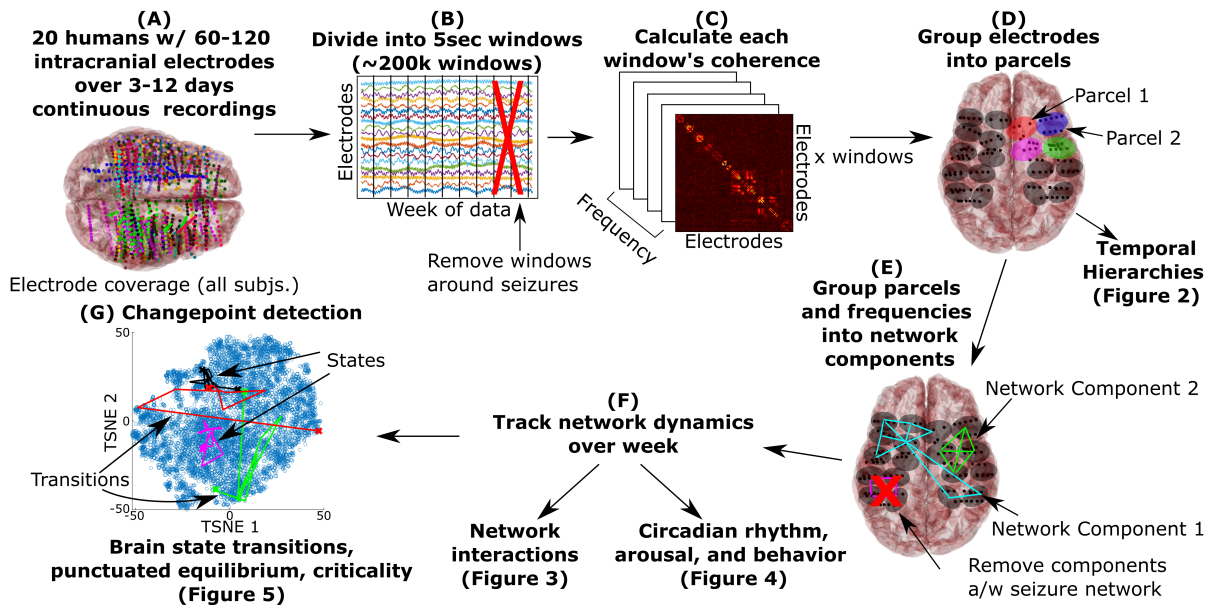 (A)
20 humans w/ 60-120
intracranial electrodes
over 3-12 days
continuous recordings
Electrode coverage (all subjs.)
(B)
Divide into 5sec windows
(~200k windows)
Electrodes
Week of data
Remove windows
around seizures
(C)
Calculate each
window's coherence
Frequency
Electrodes
Electrodes
x windows
(D)
Group electrodes
into parcels
Parcel 1
Parcel 2
Temporal
Hierarchies
(Figure 2)
(E)
Group parcels
and frequencies
into network
components
Network Component 2
Network Component 1
Remove components
a/w seizure network
(F)
Track network dynamics
over week
Network
interactions
(Figure 3)
Circadian rhythm,
arousal, and behavior
(Figure 4)
(G) Changepoint detection
50
States
TSNE 2
0
Transitions
-50
0
50
TSNE 1
Brain state transitions,
punctuated equilibrium, criticality
(Figure 5)